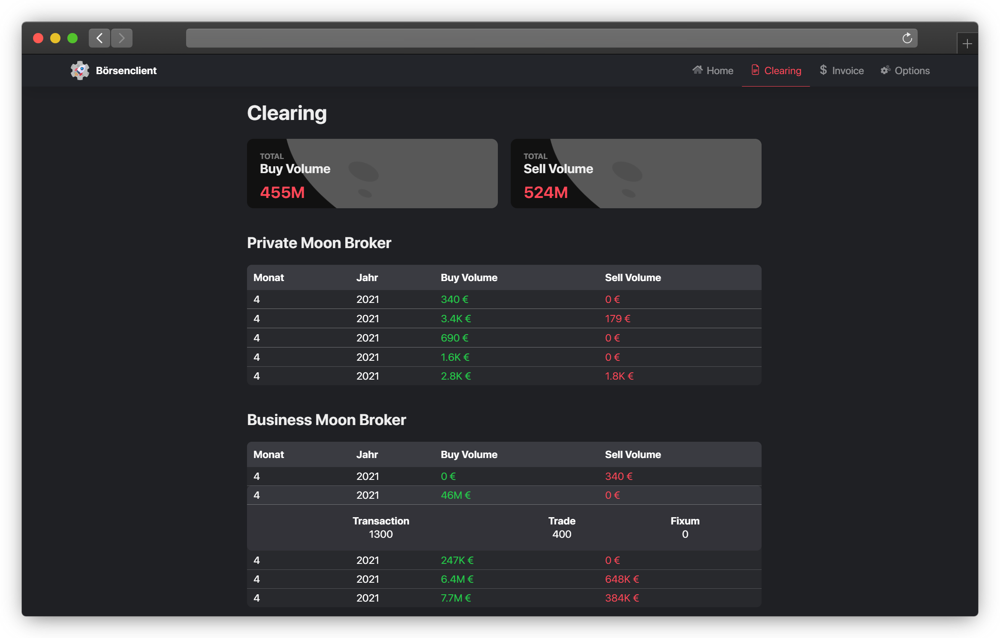 Börsenclient
Home Clearing $ Invoice Options
Clearing
TOTAL
Buy Volume
455M
TOTAL
Sell Volume
524M
Private Moon Broker
Monat Jahr Buy Volume Sell Volume
4 2021 340 € 0 €
4 2021 3.4K € 179 €
4 2021 690 € 0 €
4 2021 1.6K € 0 €
4 2021 2.8K € 1.8K €
Business Moon Broker
Monat Jahr Buy Volume Sell Volume
4 2021 0 € 340 €
4 2021 46M € 0 €
Transaction Trade Fixum
1300 400 0
4 2021 247K € 0 €
4 2021 6.4M € 648K €
4 2021 7.7M € 384K €